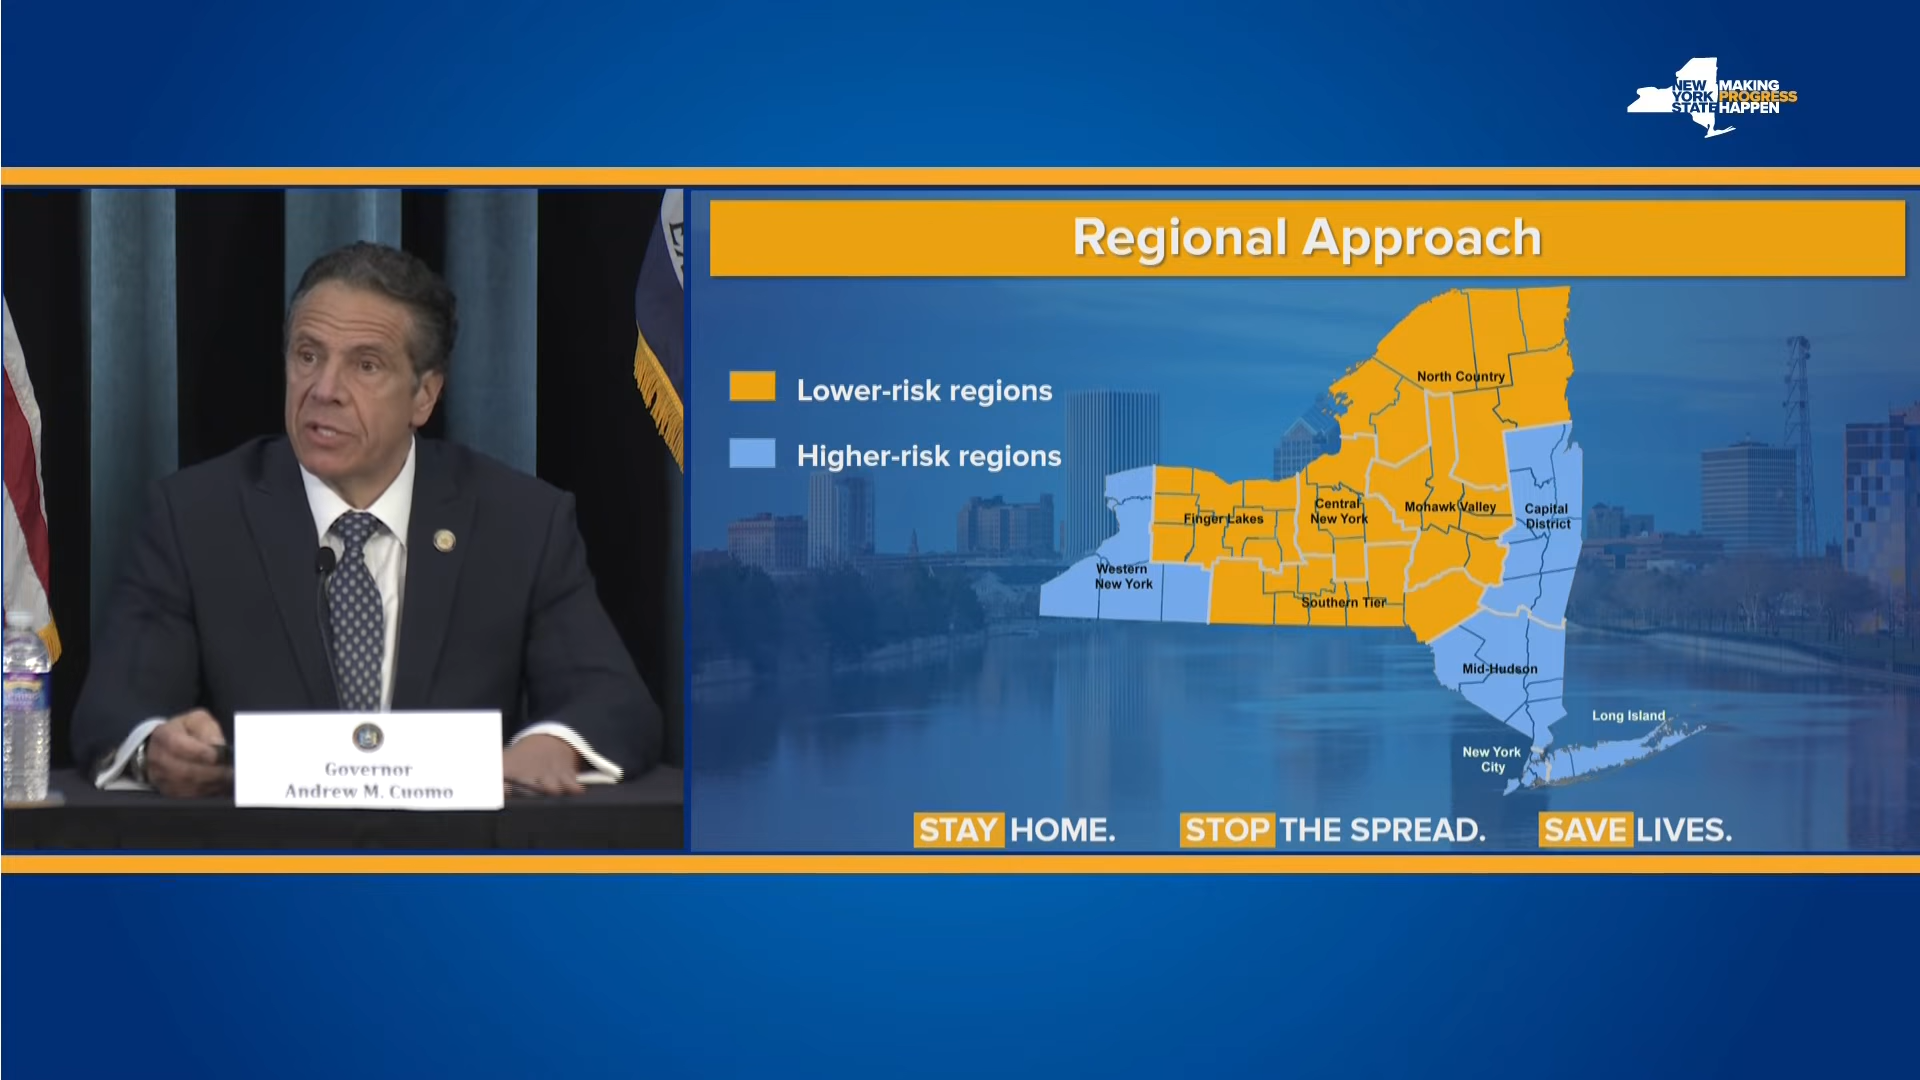 NEW
YORK
STATE
MAKING
PROGRESS
HAPPEN
Regional Approach
Lower-risk regions
Higher-risk regions
North Country
Finger Lakes
Central
New York
Mohawk Valley
Capital
District
Western
New York
Southern Tier
Mid-Hudson
Long Island
New York
City
STAY HOME. STOP THE SPREAD. SAVE LIVES.
Governor
Andrew M. Cuomo